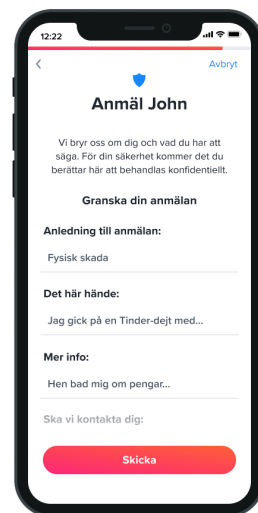 12:22
Avbryt
Anmäl John
Vi bryr oss om dig och vad du har att
säga. För din säkerhet kommer det du
berättar här att behandlas konfidentiellt.
Granska din anmälan
Anledning till anmälan:
Fysisk skada
Det här hände:
Jag gick på en Tinder-dejt med...
Mer info:
Hen bad mig om pengar...
Ska vi kontakta dig:
Skicka